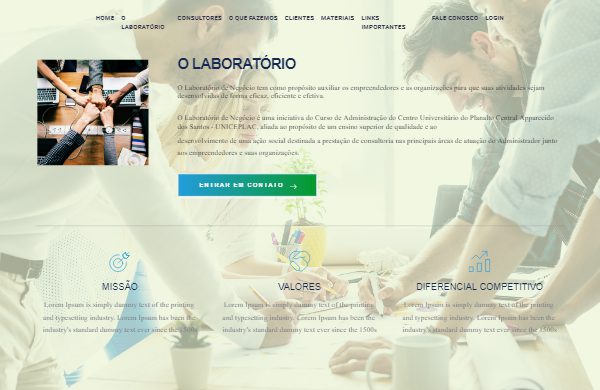 HOME O LABORATÓRIO CONSULTORES O QUE FAZEMOS CLIENTES MATERIAIS LINKS IMPORTANTES FALE CONOSCO LOGIN
O LABORATÓRIO
O Laboratório de Negócio tem como propósito auxiliar os empreendedores e as organizações para que suas atividades sejam
desenvolvidas de forma eficaz, eficiente e efetiva.
O Laboratório de Negócio é uma iniciativa do Curso de Administração do Centro Universitário do Planalto Central Apparecido
dos Santos - UNICEPLAC, aliada ao propósito de um ensino superior de qualidade e ao
desenvolvimento de uma ação social destinada a prestação de consultoria nas principais áreas de atuação do Administrador junto
aos empreendedores e suas organizações.
ENTRAR EM CONTATO
MISSÃO
Lorem Ipsum is simply dummy text of the printing
and typesetting industry. Lorem Ipsum has been the
industry's standard dummy text ever since the 1500s
VALORES
Lorem Ipsum is simply dummy text of the printing
and typesetting industry. Lorem Ipsum has been the
industry's standard dummy text ever since the 1500s
DIFERENCIAL COMPETITIVO
Lorem Ipsum is simply dummy text of the printing
and typesetting industry. Lorem Ipsum has been the
industry's standard dummy text ever since the 1500s